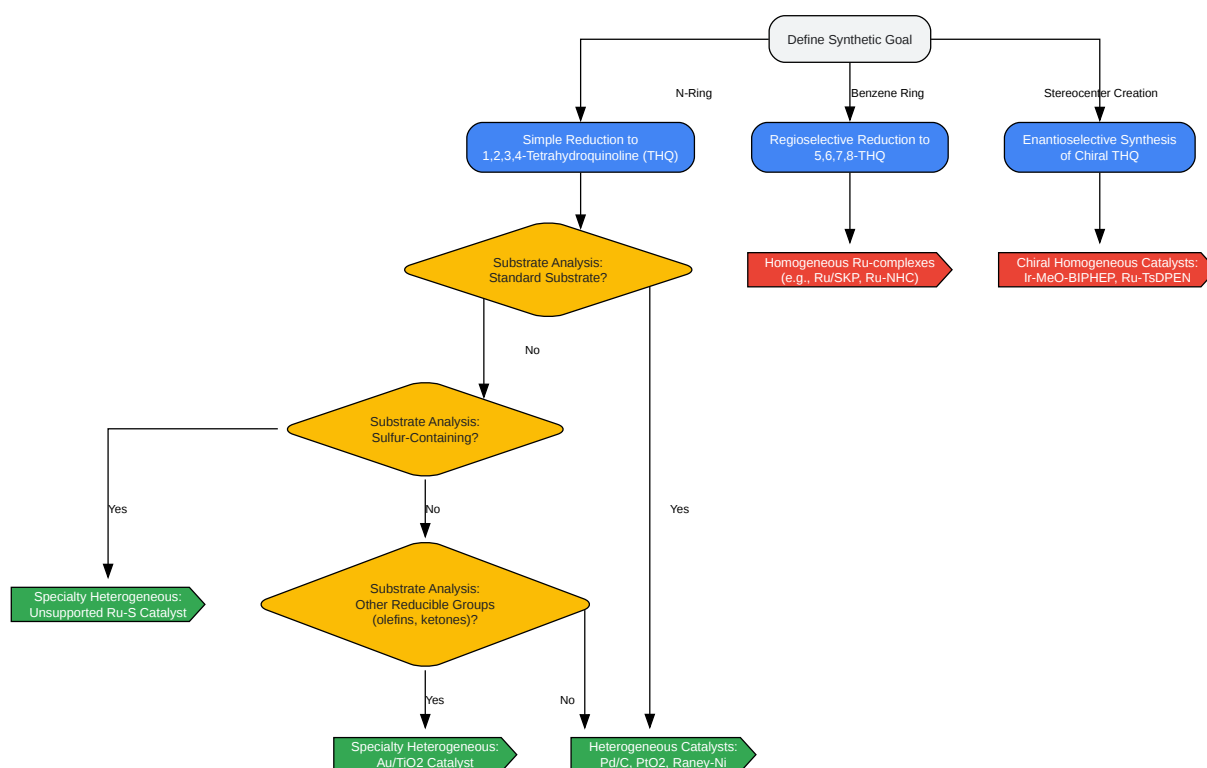 Define Synthetic Goal
N-Ring
Benzene Ring
Stereocenter Creation
Simple Reduction to
1,2,3,4-Tetrahydroquinoline (THQ)
Regioselective Reduction to
5,6,7,8-THQ
Enantioselective Synthesis
of Chiral THQ
Substrate Analysis:
Standard Substrate?
Homogeneous Ru-complexes
(e.g., Ru/SKP, Ru-NHC)
Chiral Homogeneous Catalysts:
Ir-MeO-BIPHEP, Ru-TsDPEN
No
Substrate Analysis:
Sulfur-Containing?
Yes
No
Yes
Substrate Analysis:
Other Reducible Groups
(olefins, ketones)?
Specialty Heterogeneous:
Unsupported Ru-S Catalyst
Yes
No
Specialty Heterogeneous:
Au/TiO2 Catalyst
Heterogeneous Catalysts:
Pd/C, PtO2, Raney-Ni